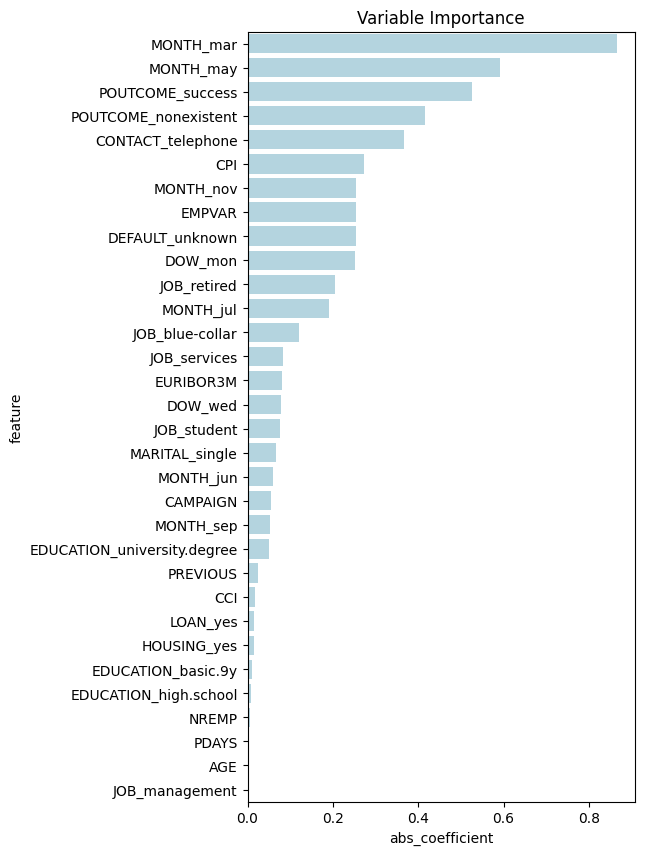 Variable Importance
feature
MONTH_mar
MONTH_may
POUTCOME_success
POUTCOME_nonexistent
CONTACT_telephone
CPI
MONTH_nov
EMPVAR
DEFAULT_unknown
DOW_mon
JOB_retired
MONTH_jul
JOB_blue-collar
JOB_services
EURIBOR3M
DOW_wed
JOB_student
MARITAL_single
MONTH_jun
CAMPAIGN
MONTH_sep
EDUCATION_university.degree
PREVIOUS
CCI
LOAN_yes
HOUSING_yes
EDUCATION_basic.9y
EDUCATION_high.school
NREMP
PDAYS
AGE
JOB_management
0.0 0.2 0.4 0.6 0.8
abs_coefficient